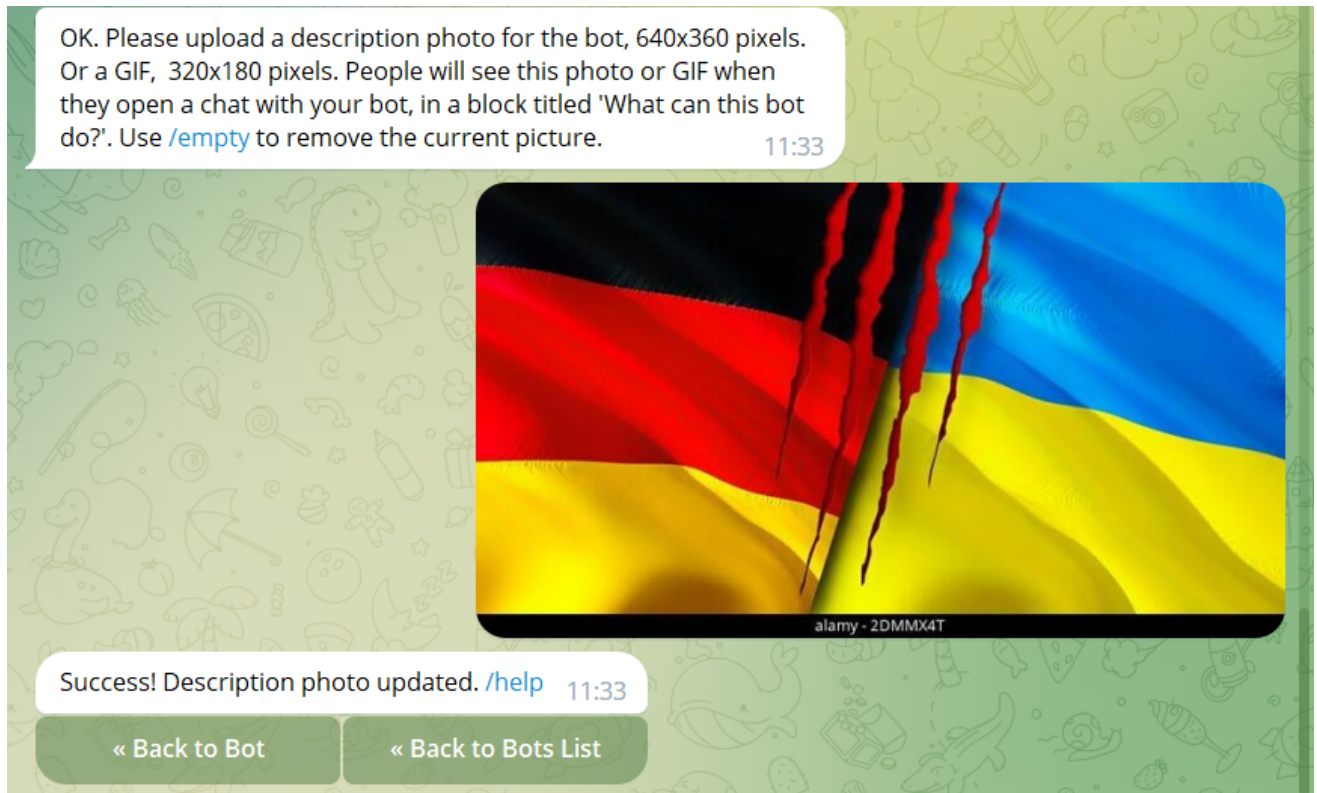 OK. Please upload a description photo for the bot, 640x360 pixels.
Or a GIF,  320x180 pixels. People will see this photo or GIF when
they open a chat with your bot, in a block titled 'What can this bot
do?'. Use /empty to remove the current picture.
11:33
alamy - 2DMMX4T
Success! Description photo updated. /help
11:33
« Back to Bot
« Back to Bots List